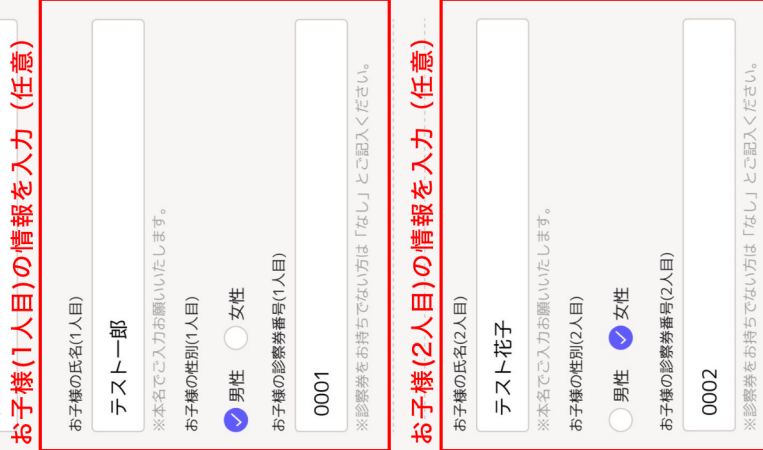 お子様(1人目)の情報を入力（任意）
お子様の氏名(1人目)
テスト一郎
※本名でご入力お願いいたします。
お子様の性別(1人目)
男性 女性
お子様の診察券番号(1人目)
0001
※診察券をお持ちでない方は「なし」とご記入ください。
お子様(2人目)の情報を入力（任意）
お子様の氏名(2人目)
テスト花子
※本名でご入力お願いいたします。
お子様の性別(2人目)
男性 女性
お子様の診察券番号(2人目)
0002
※診察券をお持ちでない方は「なし」とご記入ください。